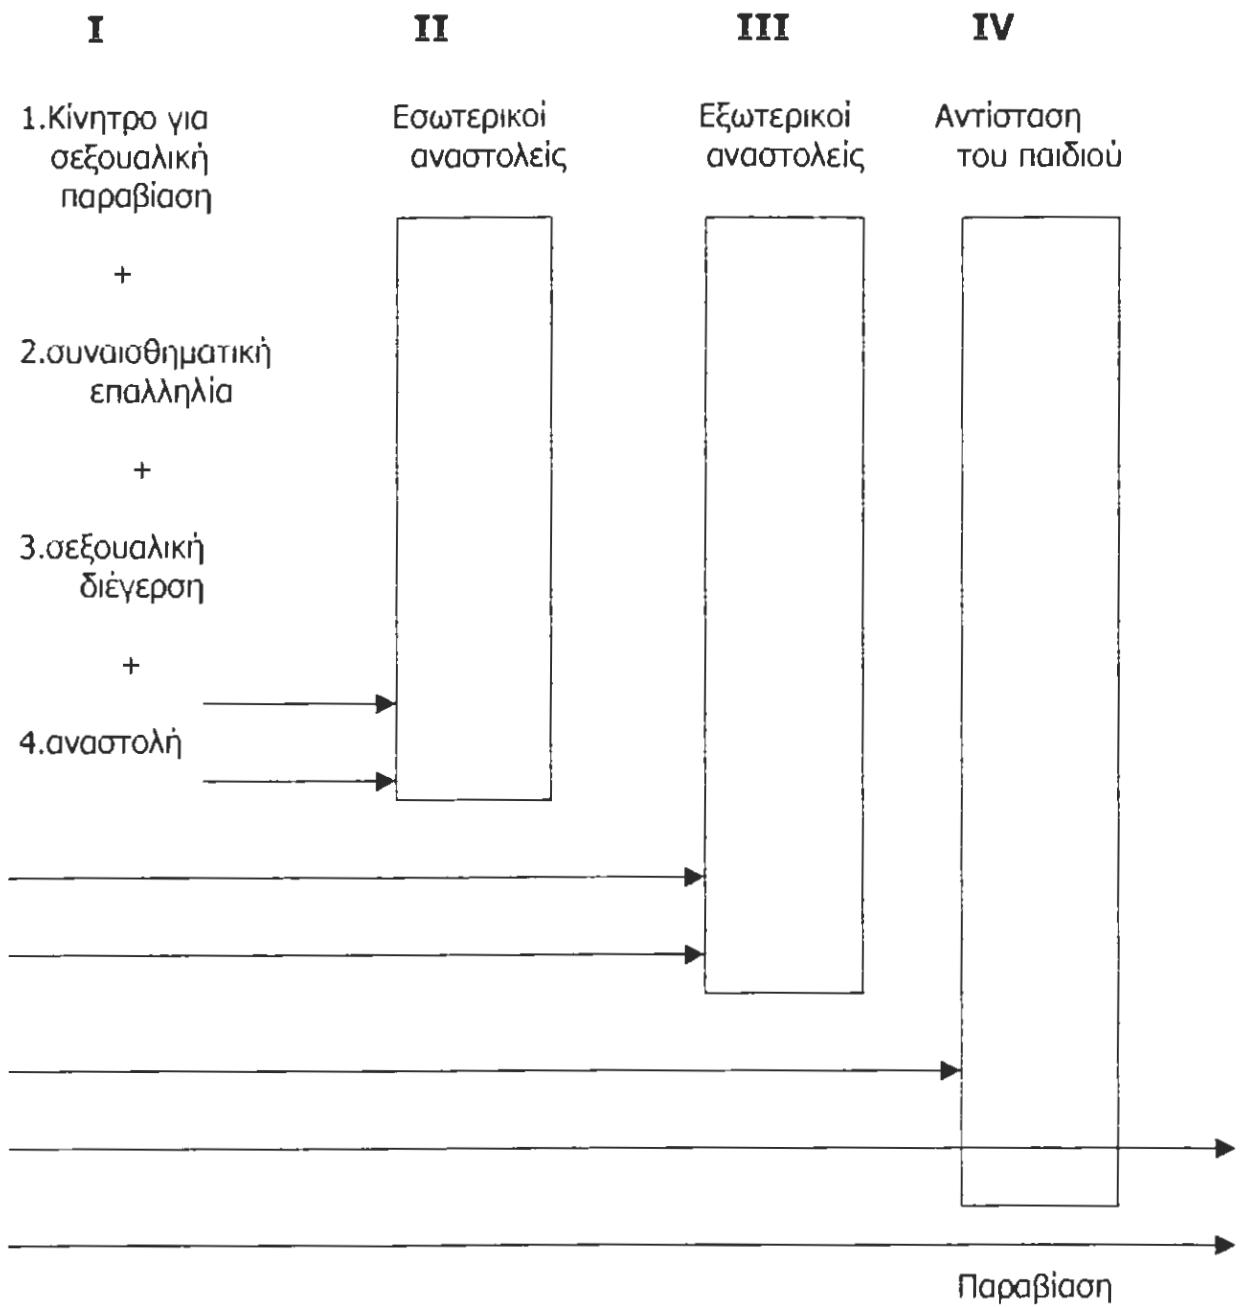 I II III IV
1.Κίνητρο για
σεξουαλική
παραβίαση
Εσωτερικοί
αναστολείς
Εξωτερικοί
αναστολείς
Αντίσταση
του παιδιού
+
2.συναισθηματική
επαλληλία
+
3.σεξουαλική
διέγερση
+
4.αναστολή
Παραβίαση